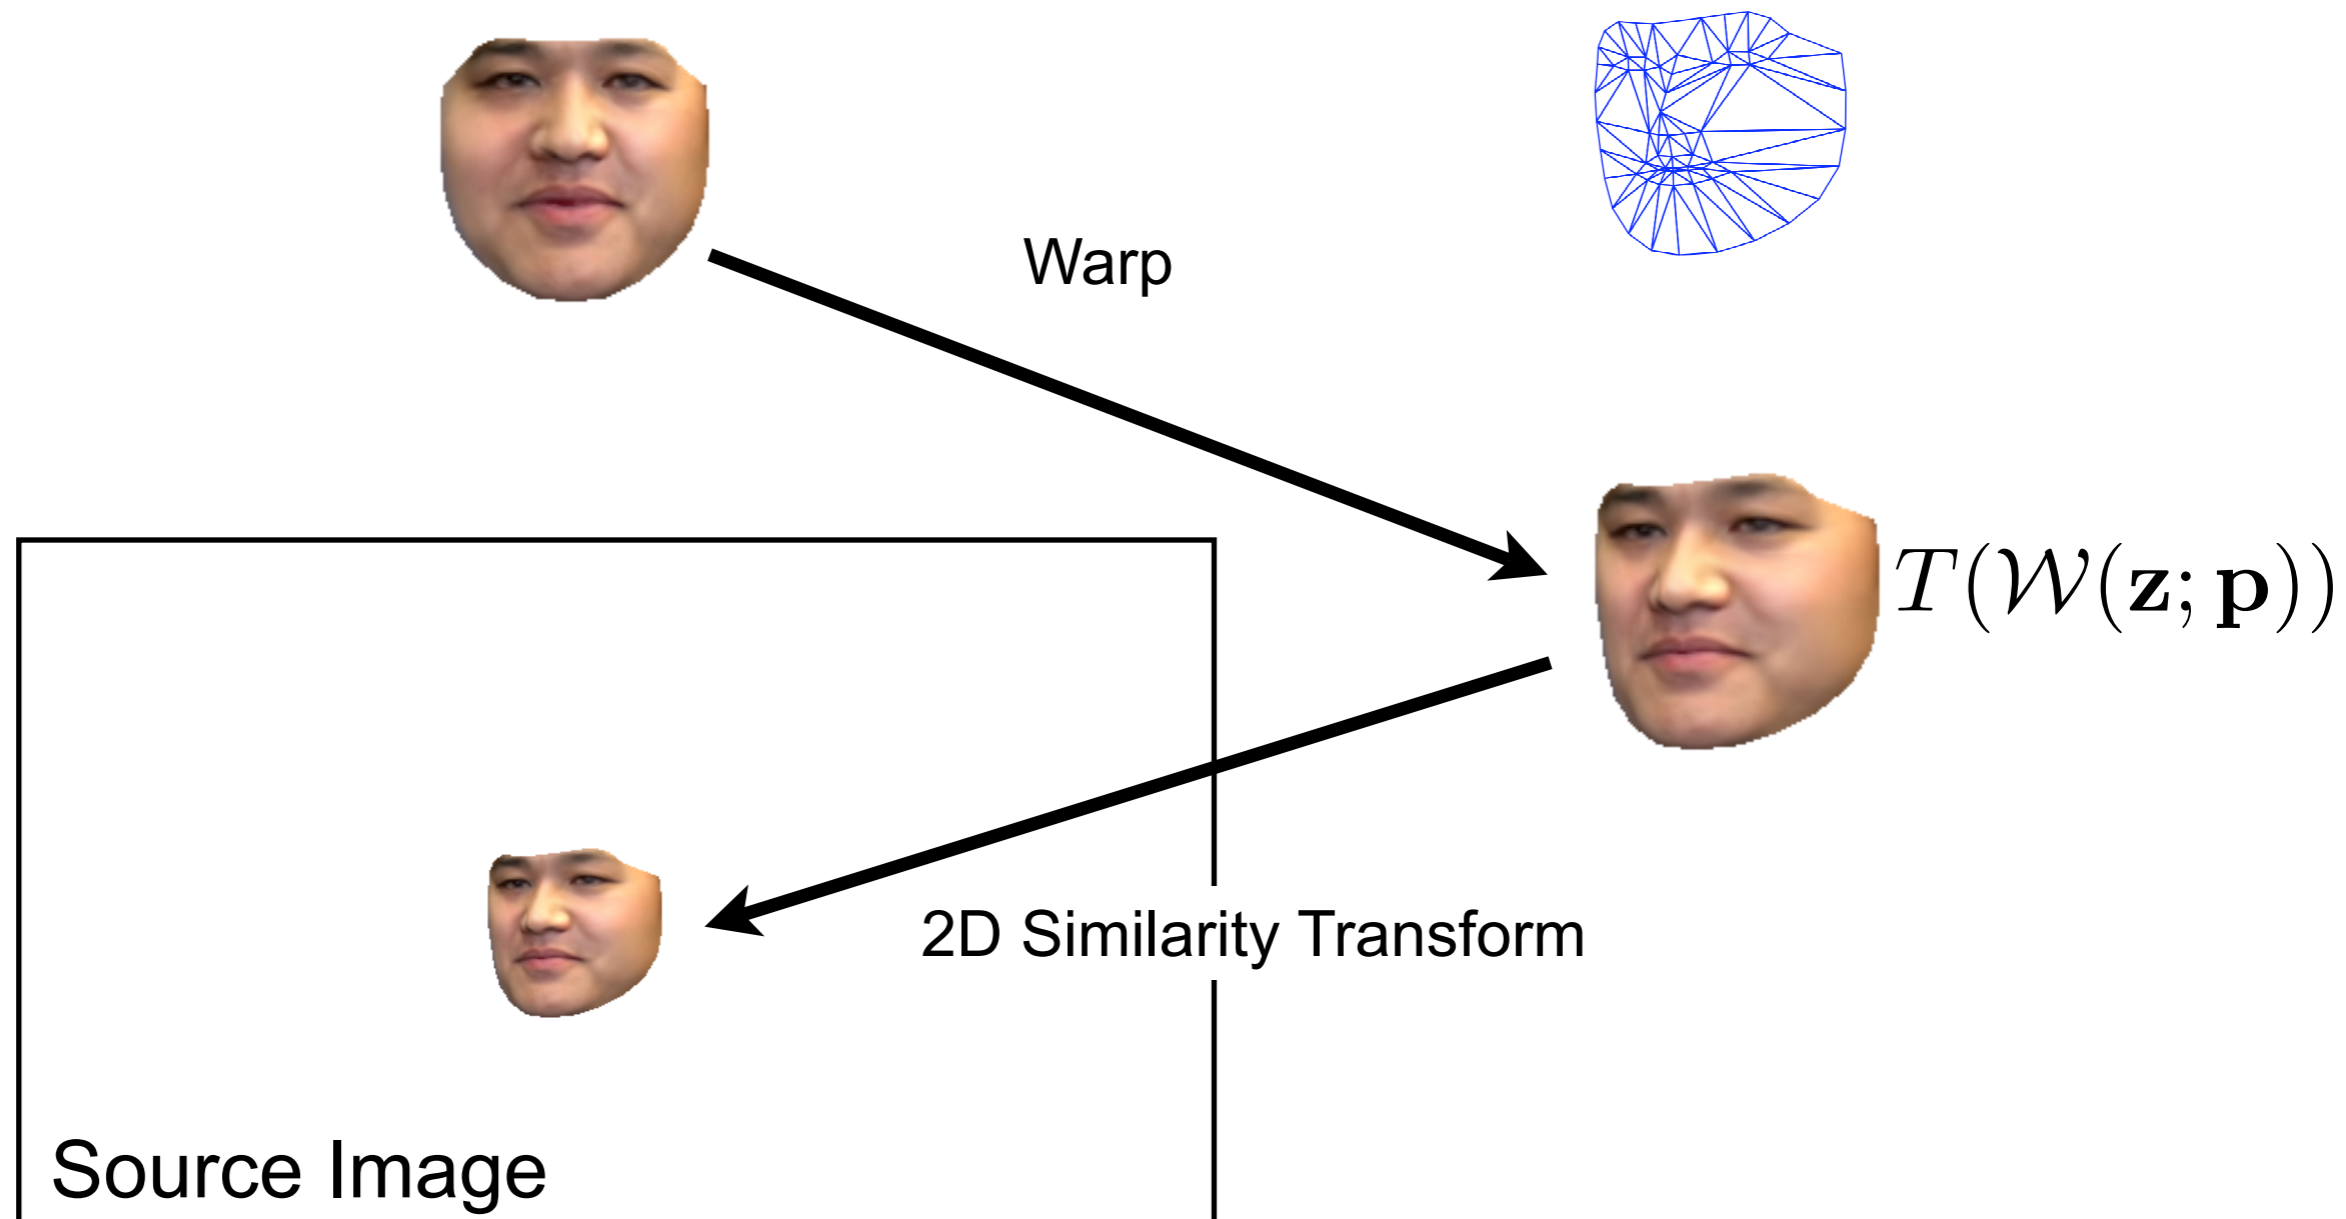 Warp
T(𝒲(𝐳; 𝐩))
2D Similarity Transform
Source Image